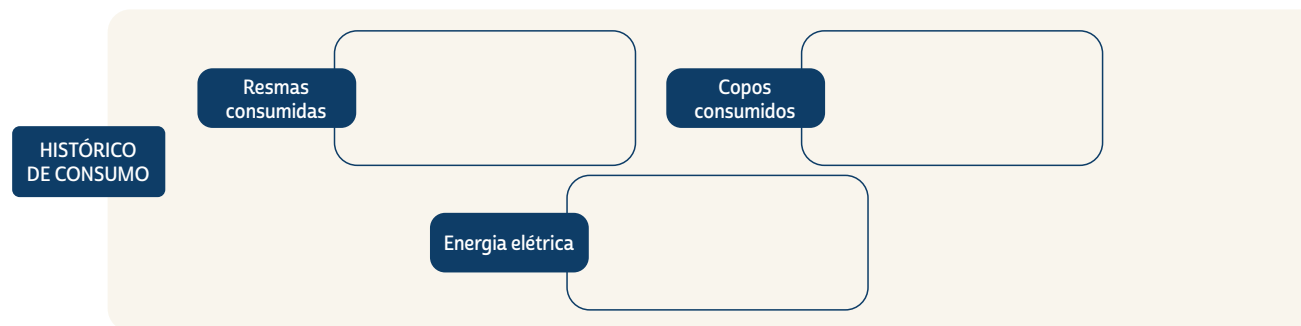 HISTÓRICO
DE CONSUMO
Resmas
consumidas
Copos
consumidos
Energia elétrica